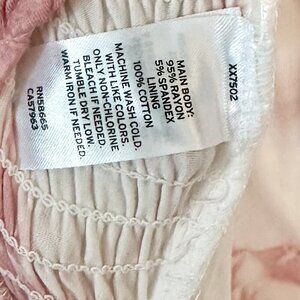 XX7502
MAIN BODY:
95% RAYON
5% SPANDEX
LINING
100% COTTON
MACHINE WASH COLD.
WITH LIKE COLORS.
ONLY NON-CHLORINE
BLEACH IF NEEDED.
TUMBLE DRY LOW.
WARM IRON IF NEEDED.
RN58665
CA57963